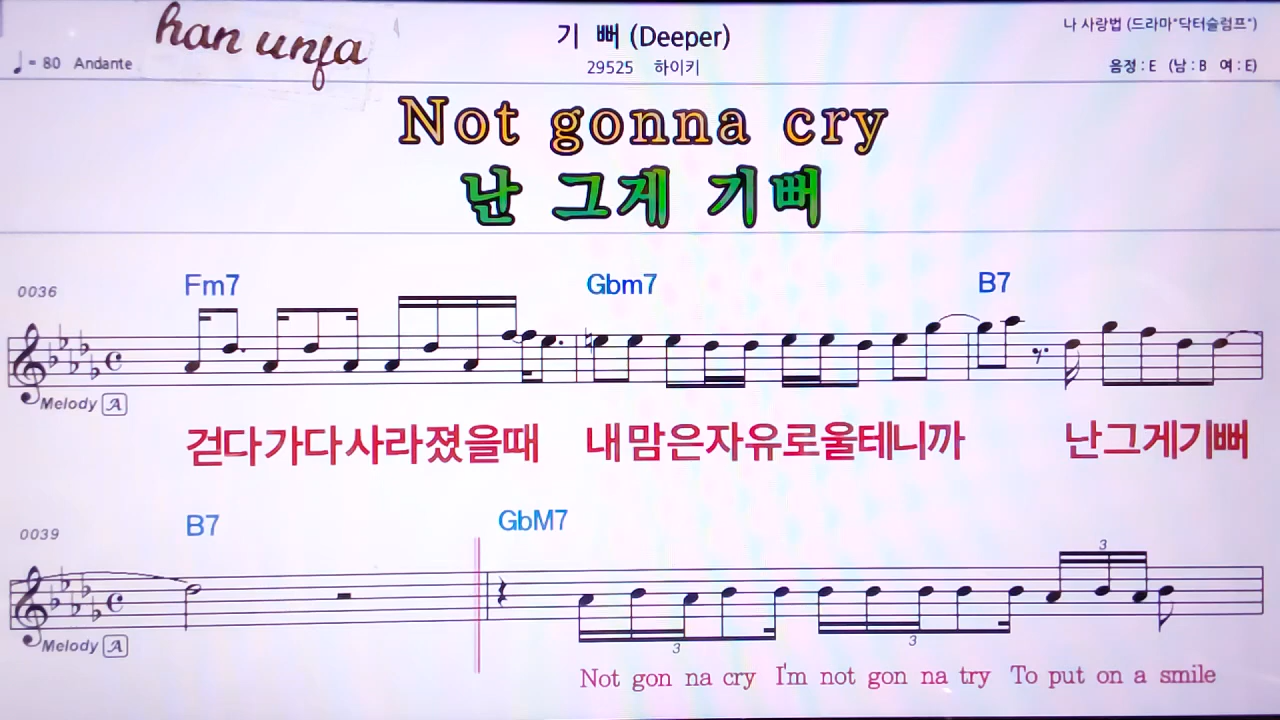 han unfa
기 뻐 (Deeper)
나 사랑법 (드라마"닥터슬럼프")
♩= 80 Andante
29525 하이키
음정 : E (남 : B 여 : E)
Not gonna cry
난 그게 기뻐
0036
Fm7 Gbm7 B7
Melody A
걷다가다사라졌을때 내맘은자유로울테니까 난그게기뻐
0039
B7 GbM7
3
Melody A
3 3
Not gon na cry I'm not gon na try To put on a smile